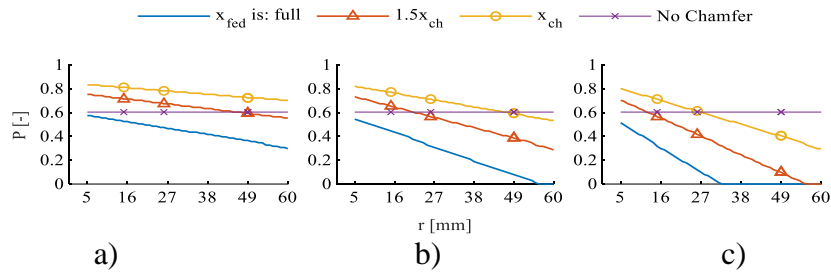 x_fed is: full 1.5x_ch x_ch No Chamfer
1 1 1
0.8 0.8 0.8
0.6 0.6 0.6
0.4 0.4 0.4
0.2 0.2 0.2
0 0 0
P [-]
5 16 27 38 49 60 5 16 27 38 49 60 5 16 27 38 49 60
r [mm]
a) b) c)